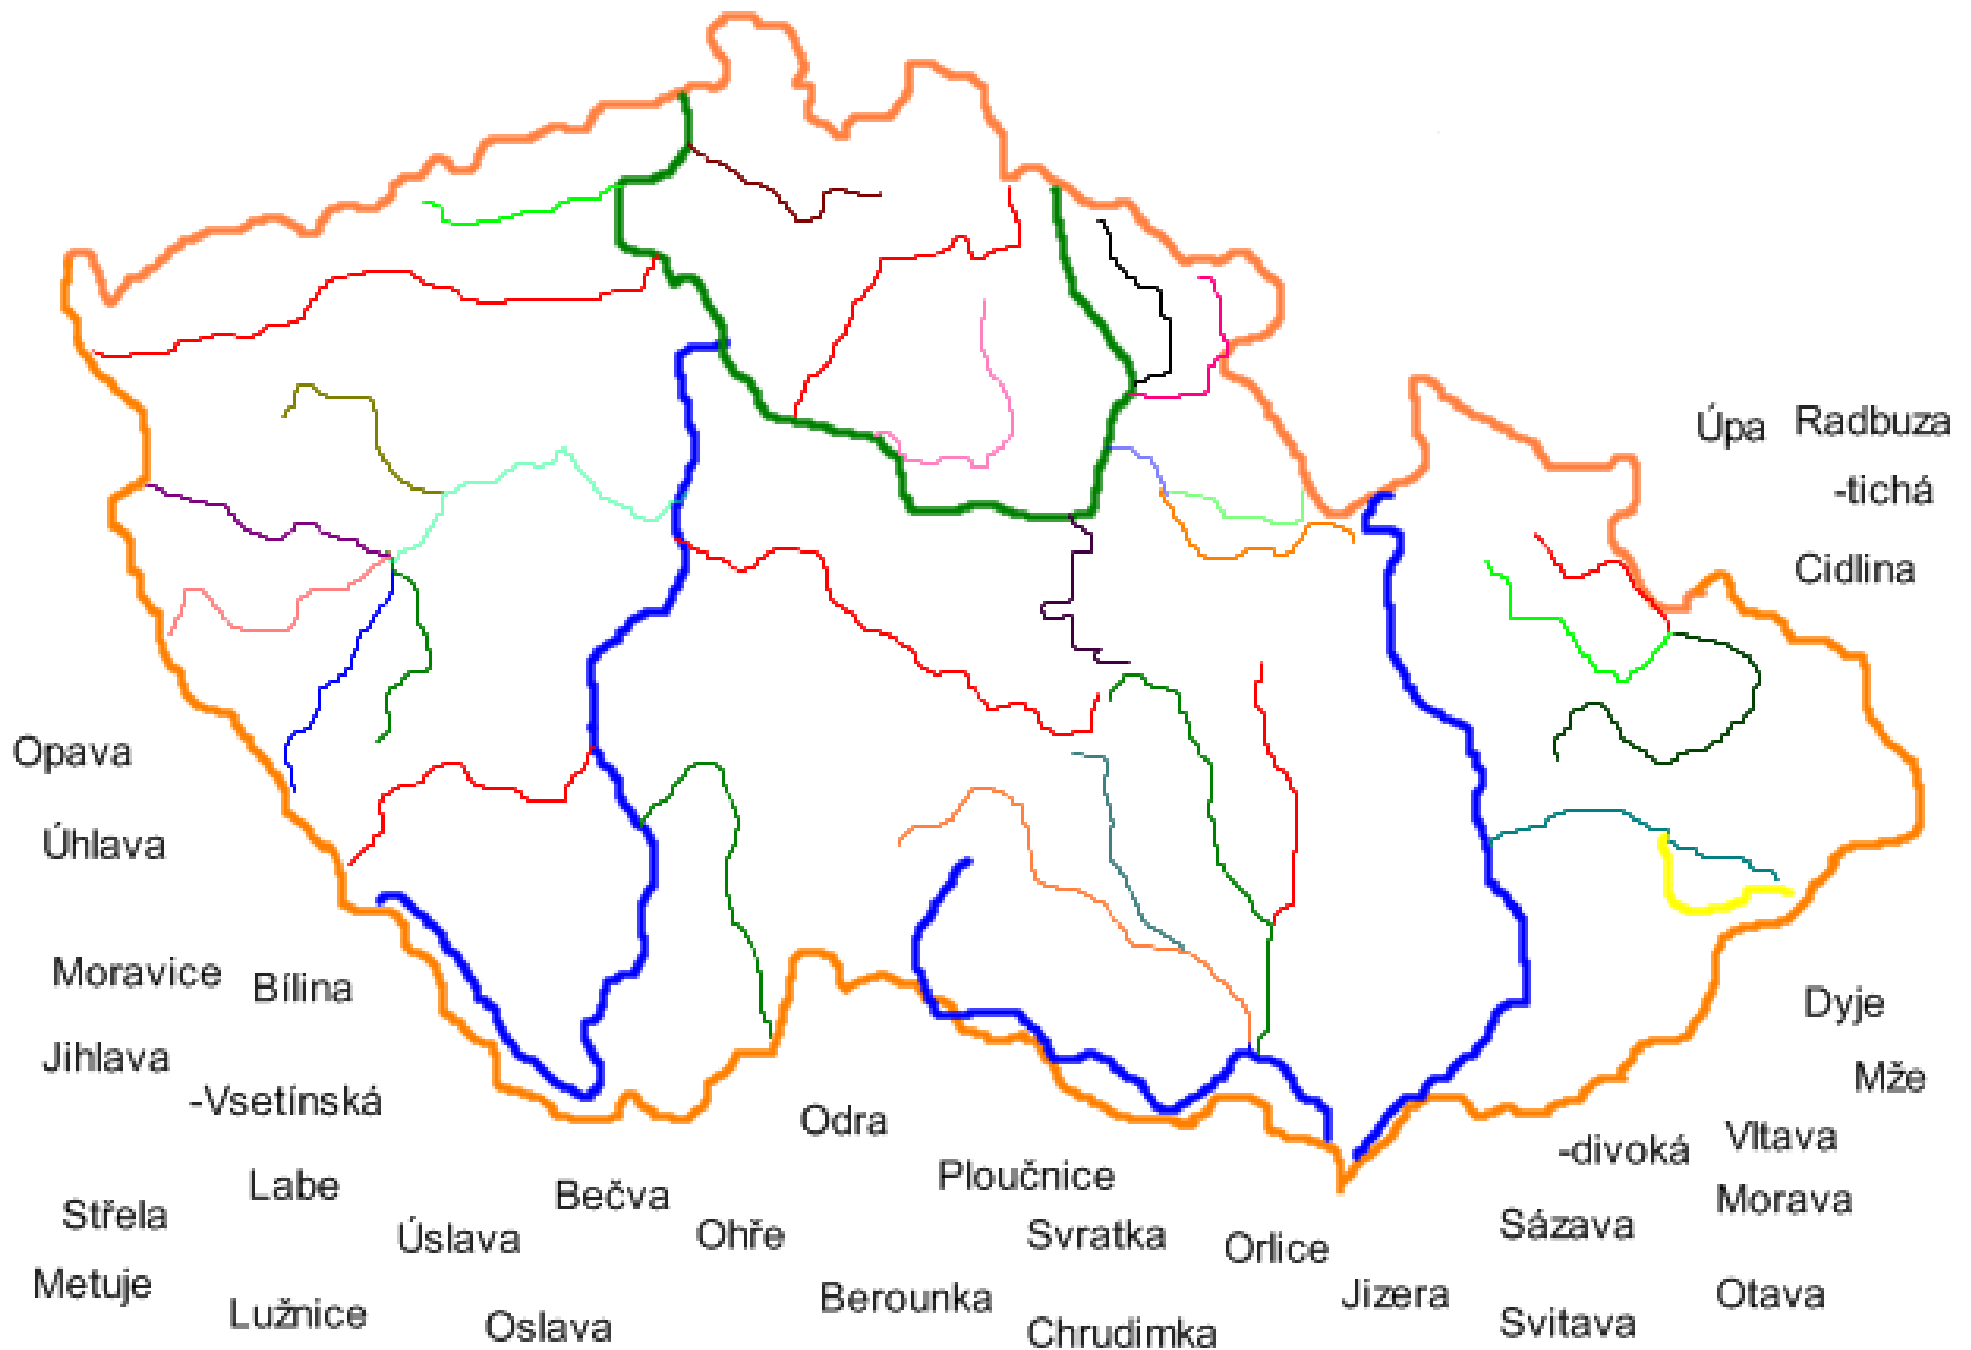 Úpa
Radbuza
-tichá
Cidlina
Opava
Úhlava
Moravice
Bílina
Dyje
Jihlava
Mže
-Vsetínská
Odra
-divoká
Vltava
Labe
Bečva
Ploučnice
Morava
Střela
Úslava
Ohře
Svratka
Orlice
Sázava
Metuje
Lužnice
Oslava
Berounka
Chrudimka
Jizera
Svitava
Otava